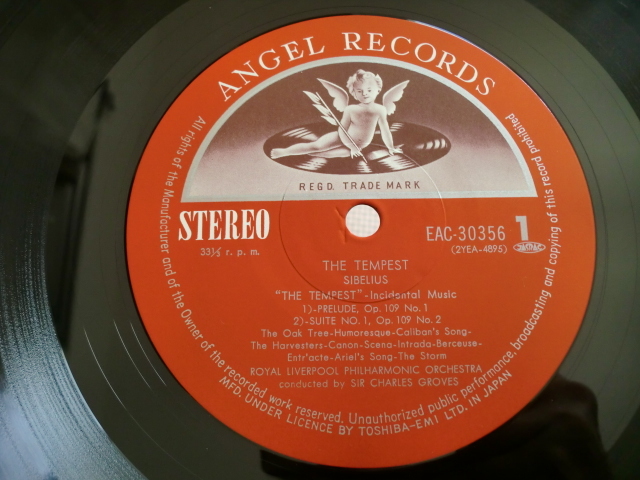 ANGEL RECORDS
REGD. TRADE MARK
STEREO
33⅓ r. p. m.
EAC-30356 1
(2YEA-4895)
JASRAC
THE TEMPEST
SIBELIUS
"THE TEMPEST"-Incidental Music
1)-PRELUDE, Op. 109 No. 1
2)-SUITE NO. 1, Op. 109 No. 2
The Oak Tree-Humoresque-Caliban's Song-
The Harvesters-Canon-Scena-Intrada-Berceuse-
Entr'acte-Ariel's Song-The Storm
ROYAL LIVERPOOL PHILHARMONIC ORCHESTRA
conducted by SIR CHARLES GROVES
All rights of the Manufacturer and of the Owner of the recorded work reserved. Unauthorized public performance, broadcasting and copying of this record prohibited
MFD. UNDER LICENCE BY TOSHIBA-EMI LTD. IN JAPAN